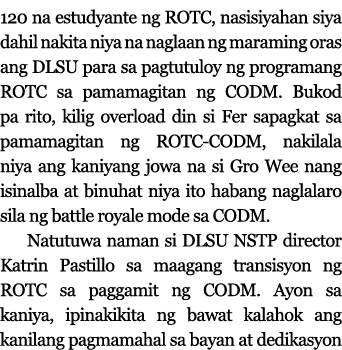 120 na estudyante ng ROTC, nasisiyahan siya
dahil nakita niya na naglaan ng maraming oras
ang DLSU para sa pagtutuloy ng programang
ROTC sa pamamagitan ng CODM. Bukod
pa rito, kilig overload din si Fer sapagkat sa
pamamagitan ng ROTC-CODM, nakilala
niya ang kaniyang jowa na si Gro Wee nang
isinalba at binuhat niya ito habang naglalaro
sila ng battle royale mode sa CODM.
Natutuwa naman si DLSU NSTP director
Katrin Pastillo sa maagang transisyon ng
ROTC sa paggamit ng CODM. Ayon sa
kaniya, ipinakikita ng bawat kalahok ang
kanilang pagmamahal sa bayan at dedikasyon